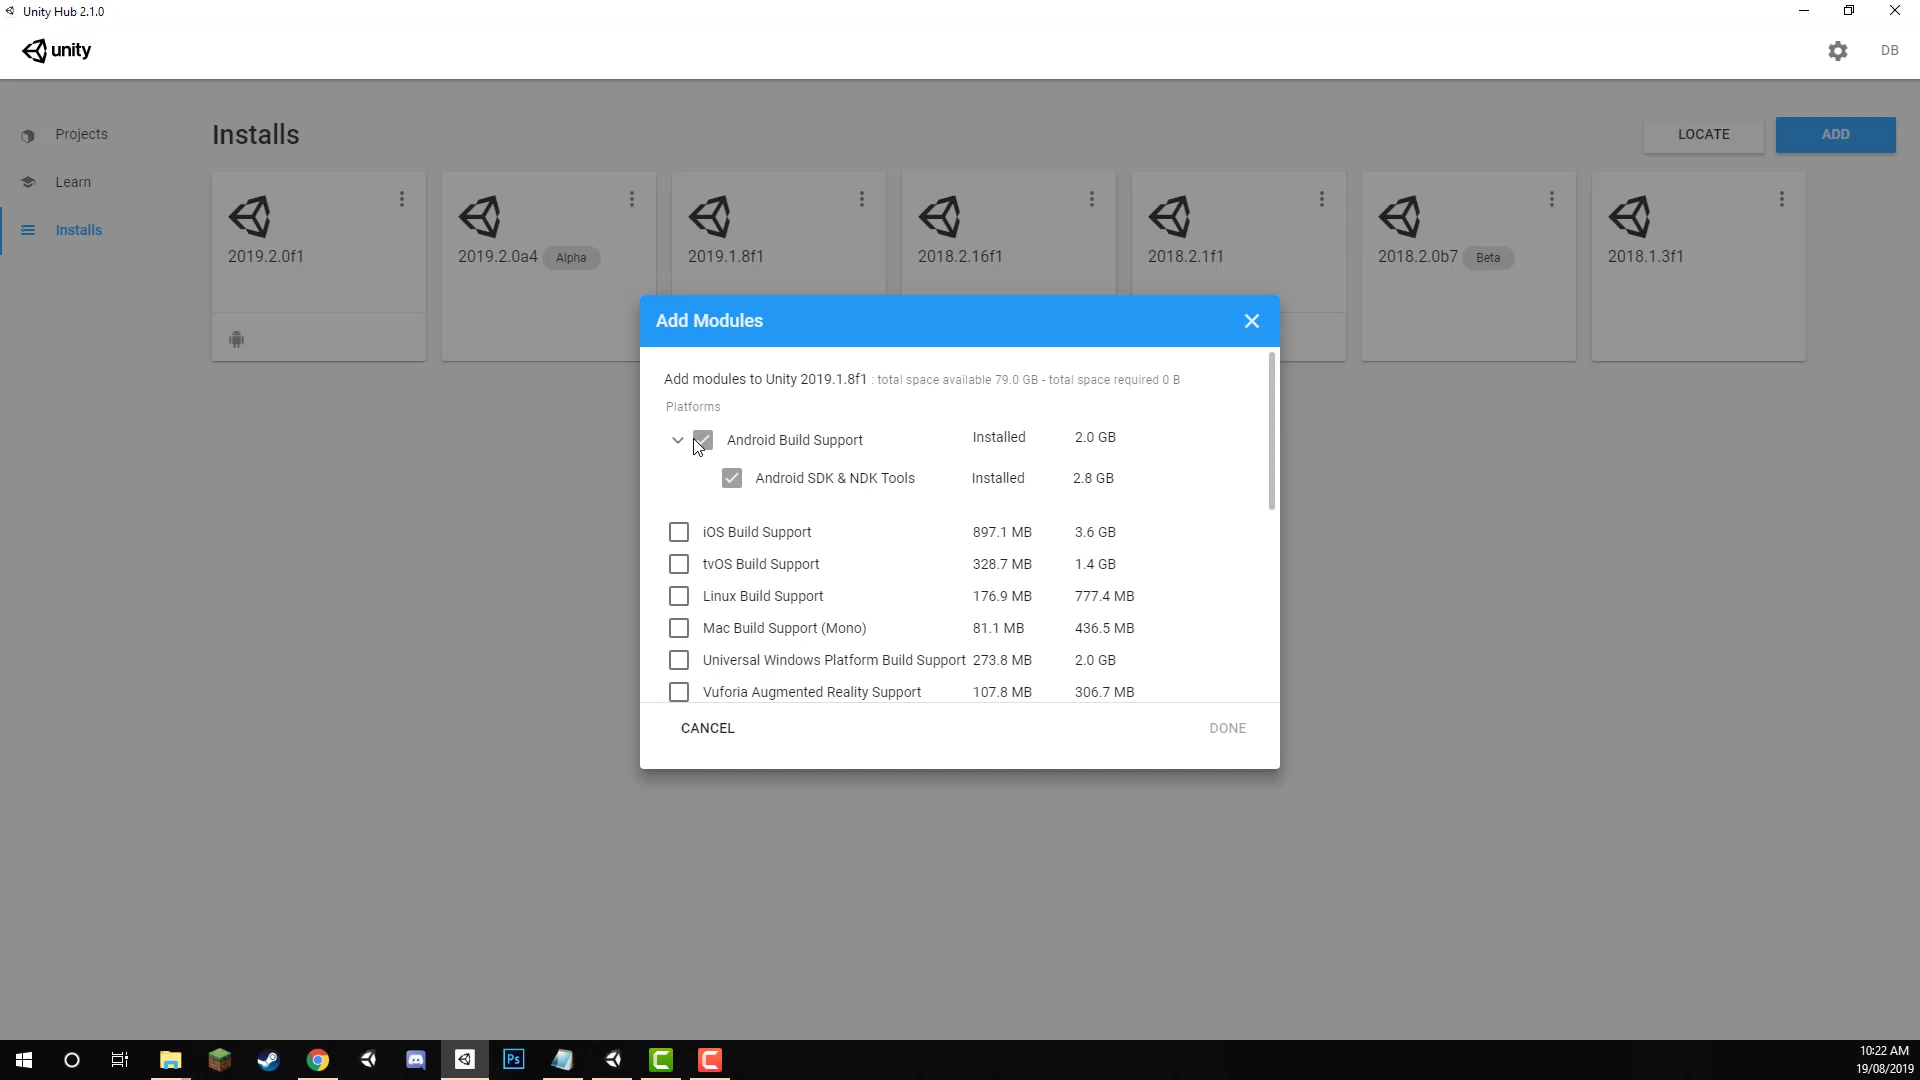 Unity Hub 2.1.0
unity
DB
Projects
Learn
Installs
Installs
LOCATE
ADD
2019.2.0f1
2019.2.0a4 Alpha
2019.1.8f1
2018.2.16f1
2018.2.1f1
2018.2.0b7 Beta
2018.1.3f1
Add Modules
Add modules to Unity 2019.1.8f1 : total space available 79.0 GB - total space required 0 B
Platforms
Android Build Support Installed 2.0 GB
Android SDK & NDK Tools Installed 2.8 GB
iOS Build Support 897.1 MB 3.6 GB
tvOS Build Support 328.7 MB 1.4 GB
Linux Build Support 176.9 MB 777.4 MB
Mac Build Support (Mono) 81.1 MB 436.5 MB
Universal Windows Platform Build Support 273.8 MB 2.0 GB
Vuforia Augmented Reality Support 107.8 MB 306.7 MB
CANCEL
DONE
Ps
10:22 AM
19/08/2019